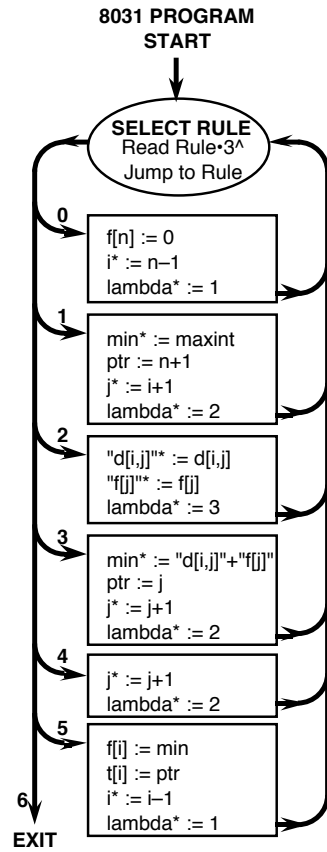 8031 PROGRAM
START
SELECT RULE
Read Rule•3^
Jump to Rule
0
f[n] := 0
i* := n–1
lambda* := 1
1
min* := maxint
ptr := n+1
j* := i+1
lambda* := 2
2
"d[i,j]"* := d[i,j]
"f[j]"* := f[j]
lambda* := 3
3
min* := "d[i,j]"+"f[j]"
ptr := j
j* := j+1
lambda* := 2
4
j* := j+1
lambda* := 2
5
f[i] := min
t[i] := ptr
i* := i–1
lambda* := 1
6
EXIT